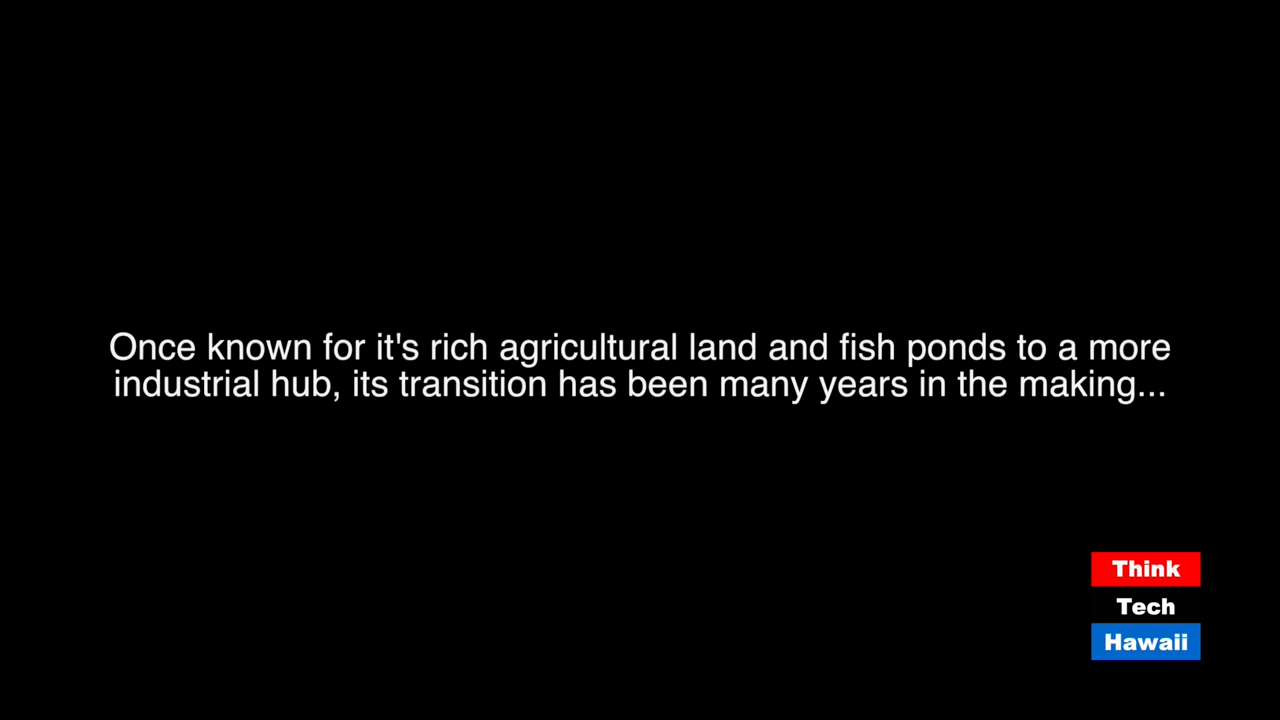 Once known for it's rich agricultural land and fish ponds to a more
industrial hub, its transition has been many years in the making...
Think
Tech
Hawaii